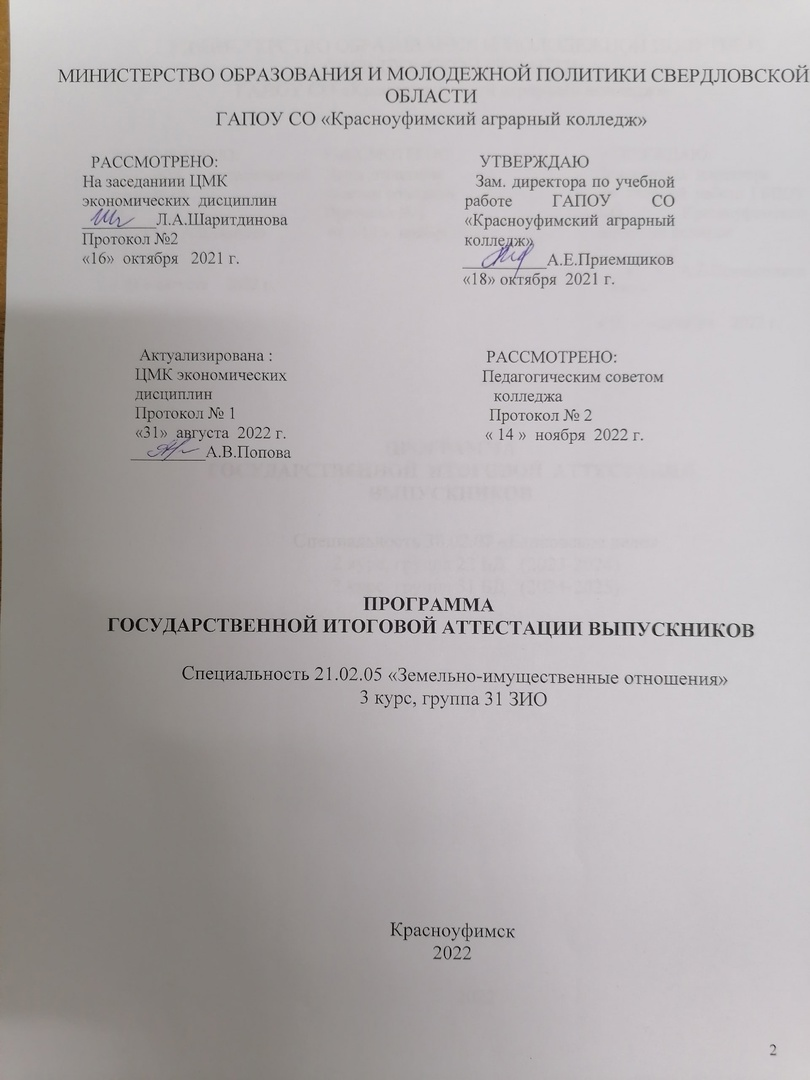 МИНИСТЕРСТВО ОБРАЗОВАНИЯ И МОЛОДЕЖНОЙ ПОЛИТИКИ СВЕРДЛОВСКОЙ
ОБЛАСТИ
ГАПОУ СО «Красноуфимский аграрный колледж»
РАССМОТРЕНО:
На заседаниии ЦМК
экономических дисциплин
Л.А.Шаритдинова
Протокол №2
«16» октября 2021 г.
УТВЕРЖДАЮ
Зам. директора по учебной
работе ГАПОУ СО
«Красноуфимский аграрный
колледж»
А.Е.Приемщиков
«18» октября 2021 г.
Актуализирована :
ЦМК экономических
дисциплин
Протокол № 1
«31» августа 2022 г.
А.В.Попова
РАССМОТРЕНО:
Педагогическим советом
колледжа
Протокол № 2
« 14 » ноября 2022 г.
ПРОГРАММА
ГОСУДАРСТВЕННОЙ ИТОГОВОЙ АТТЕСТАЦИИ ВЫПУСКНИКОВ
Специальность 21.02.05 «Земельно-имущественные отношения»
3 курс, группа 31 ЗИО
Красноуфимск
2022
2